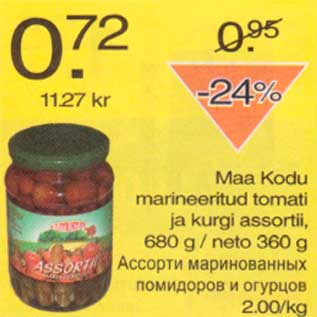 0.72
0.95
11.27 kr
-24%
Maa Kodu
marineeritud tomati
ja kurgi assortii,
680 g / neto 360 g
Ассорти маринованных
помидоров и огурцов
2.00/kg
ASSORTII